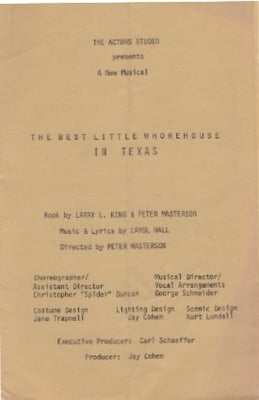 THE ACTORS STUDIO
presents
A New Musical
THE BEST LITTLE WHOREHOUSE
IN TEXAS
Book by LARRY L. KING & PETER MASTERSON
Music & Lyrics by CAROL HALL
Directed by PETER MASTERSON
Choreographer/
Assistant Director
Christopher "Spider" Duncan
Musical Director/
Vocal Arrangements
George Schneider
Costume Design
Jane Trapnell
Lighting Design
Jay Cohen
Scenic Design
Kurt Lundell
Executive Producer: Carl Schaeffer
Producer: Jay Cohen